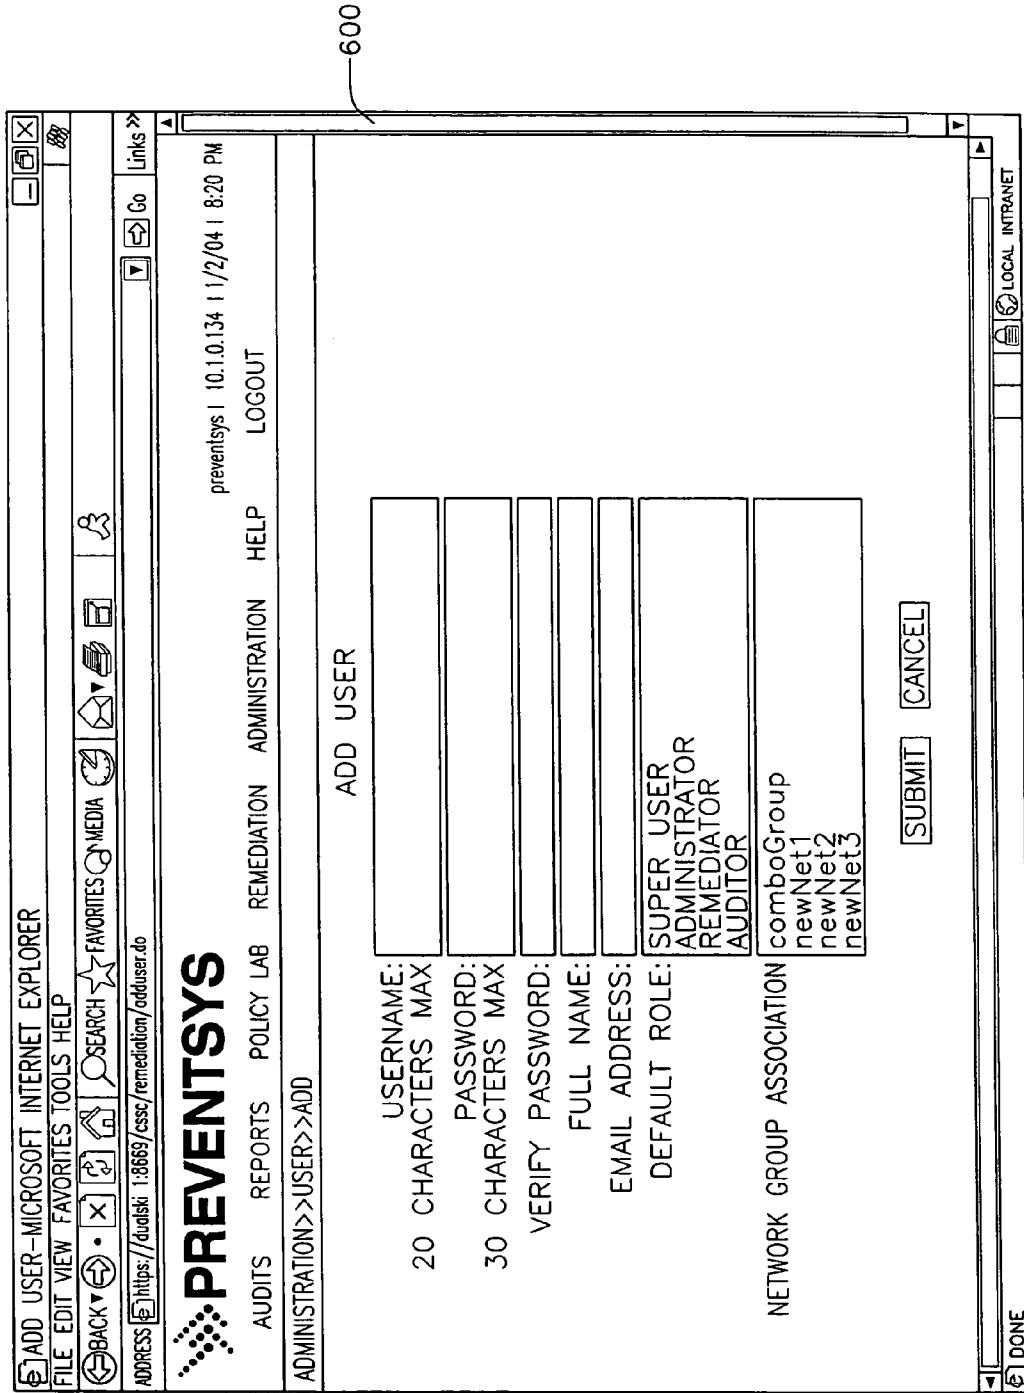 ADD USER-MICROSOFT INTERNET EXPLORER
FILE EDIT VIEW FAVORITES TOOLS HELP
BACK SEARCH FAVORITES MEDIA
ADDRESS https://dualski 1:8669/cssc/remediation/adduser.do Go Links >>
PREVENTSYS
preventsys | 10.1.0.134 | 1/2/04 | 8:20 PM
AUDITS REPORTS POLICY LAB REMEDIATION ADMINISTRATION HELP LOGOUT
ADMINISTRATION>>USER>>ADD
ADD USER
USERNAME:
20 CHARACTERS MAX
PASSWORD:
30 CHARACTERS MAX
VERIFY PASSWORD:
FULL NAME:
EMAIL ADDRESS:
DEFAULT ROLE: SUPER USER
ADMINISTRATOR
REMEDIATOR
AUDITOR
NETWORK GROUP ASSOCIATION comboGroup
newNet1
newNet2
newNet3
SUBMIT CANCEL
DONE LOCAL INTRANET
600